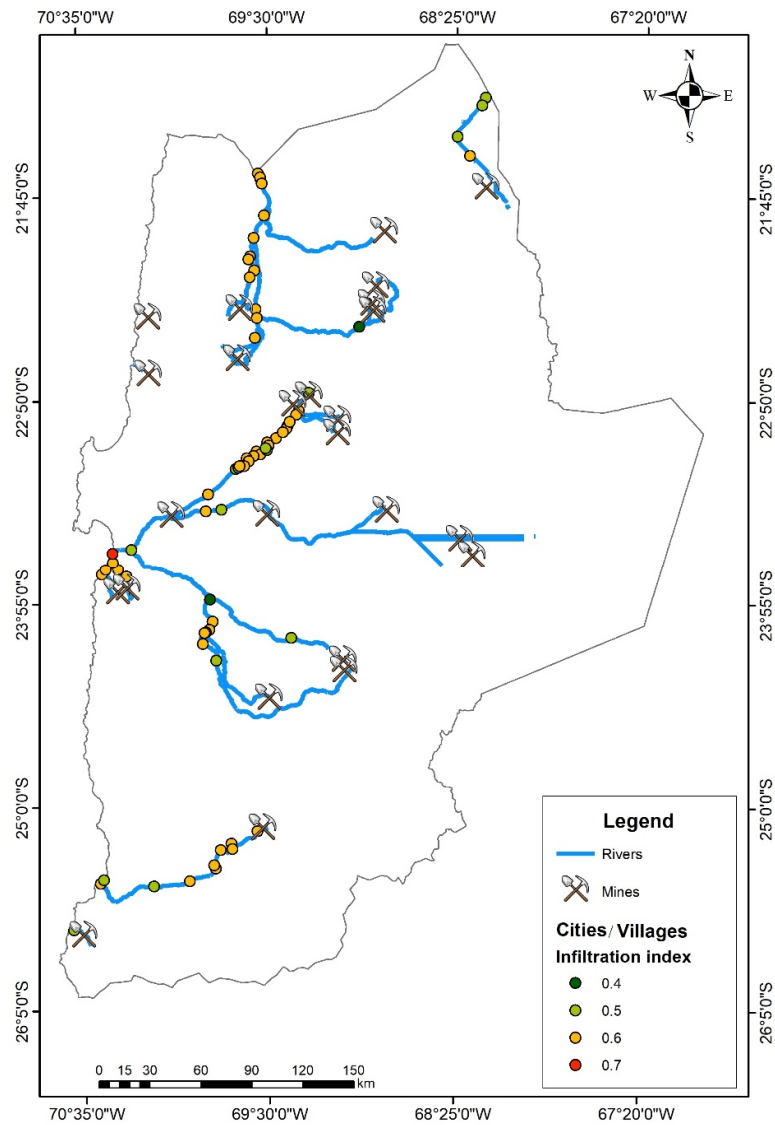 70°35'0"W 69°30'0"W 68°25'0"W 67°20'0"W
N
W E
S
21°45'0"S 21°45'0"S
22°50'0"S 22°50'0"S
23°55'0"S 23°55'0"S
25°0'0"S 25°0'0"S
26°5'0"S 26°5'0"S
Legend
Rivers
Mines
Cities/ Villages
Infiltration index
0.4
0.5
0.6
0.7
0 15 30 60 90 120 150
km
70°35'0"W 69°30'0"W 68°25'0"W 67°20'0"W